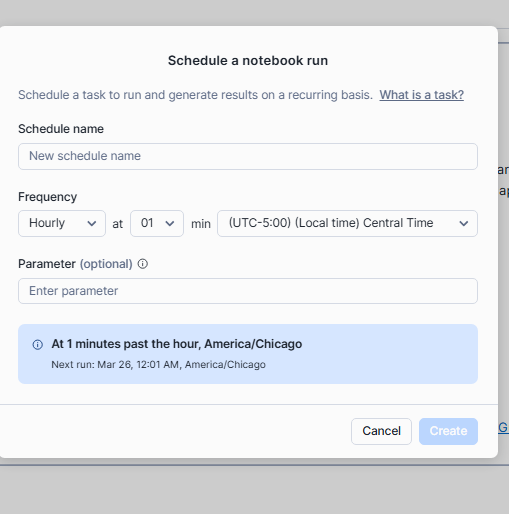 Schedule a notebook run
Schedule a task to run and generate results on a recurring basis. What is a task?
Schedule name
New schedule name
Frequency
Hourly at 01 min (UTC-5:00) (Local time) Central Time
Parameter (optional)
Enter parameter
At 1 minutes past the hour, America/Chicago
Next run: Mar 26, 12:01 AM, America/Chicago
Cancel Create